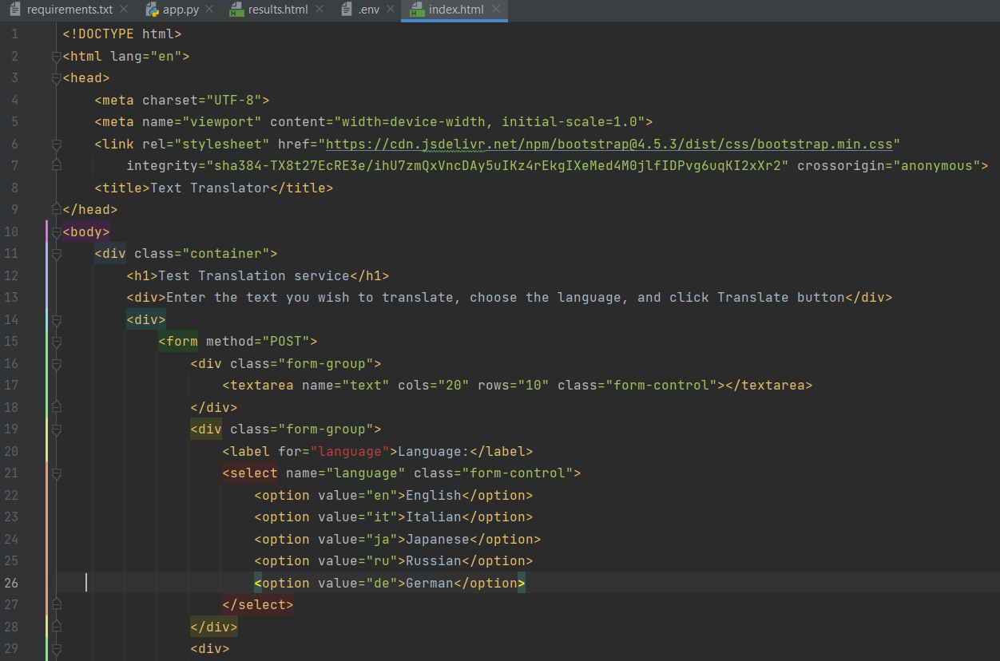 requirements.txt app.py results.html .env index.html
1 <!DOCTYPE html>
2 <html lang="en">
3 <head>
4 <meta charset="UTF-8">
5 <meta name="viewport" content="width=device-width, initial-scale=1.0">
6 <link rel="stylesheet" href="https://cdn.jsdelivr.net/npm/bootstrap@4.5.3/dist/css/bootstrap.min.css"
7 integrity="sha384-TX8t27EcRE3e/ihU7zmQxVncDAy5uIKz4rEkgIXeMed4M0jlfIDPvg6uqKI2xXr2" crossorigin="anonymous">
8 <title>Text Translator</title>
9 </head>
10 <body>
11 <div class="container">
12 <h1>Test Translation service</h1>
13 <div>Enter the text you wish to translate, choose the language, and click Translate button</div>
14 <div>
15 <form method="POST">
16 <div class="form-group">
17 <textarea name="text" cols="20" rows="10" class="form-control"></textarea>
18 </div>
19 <div class="form-group">
20 <label for="language">Language:</label>
21 <select name="language" class="form-control">
22 <option value="en">English</option>
23 <option value="it">Italian</option>
24 <option value="ja">Japanese</option>
25 <option value="ru">Russian</option>
26 <option value="de">German</option>
27 </select>
28 </div>
29 <div>